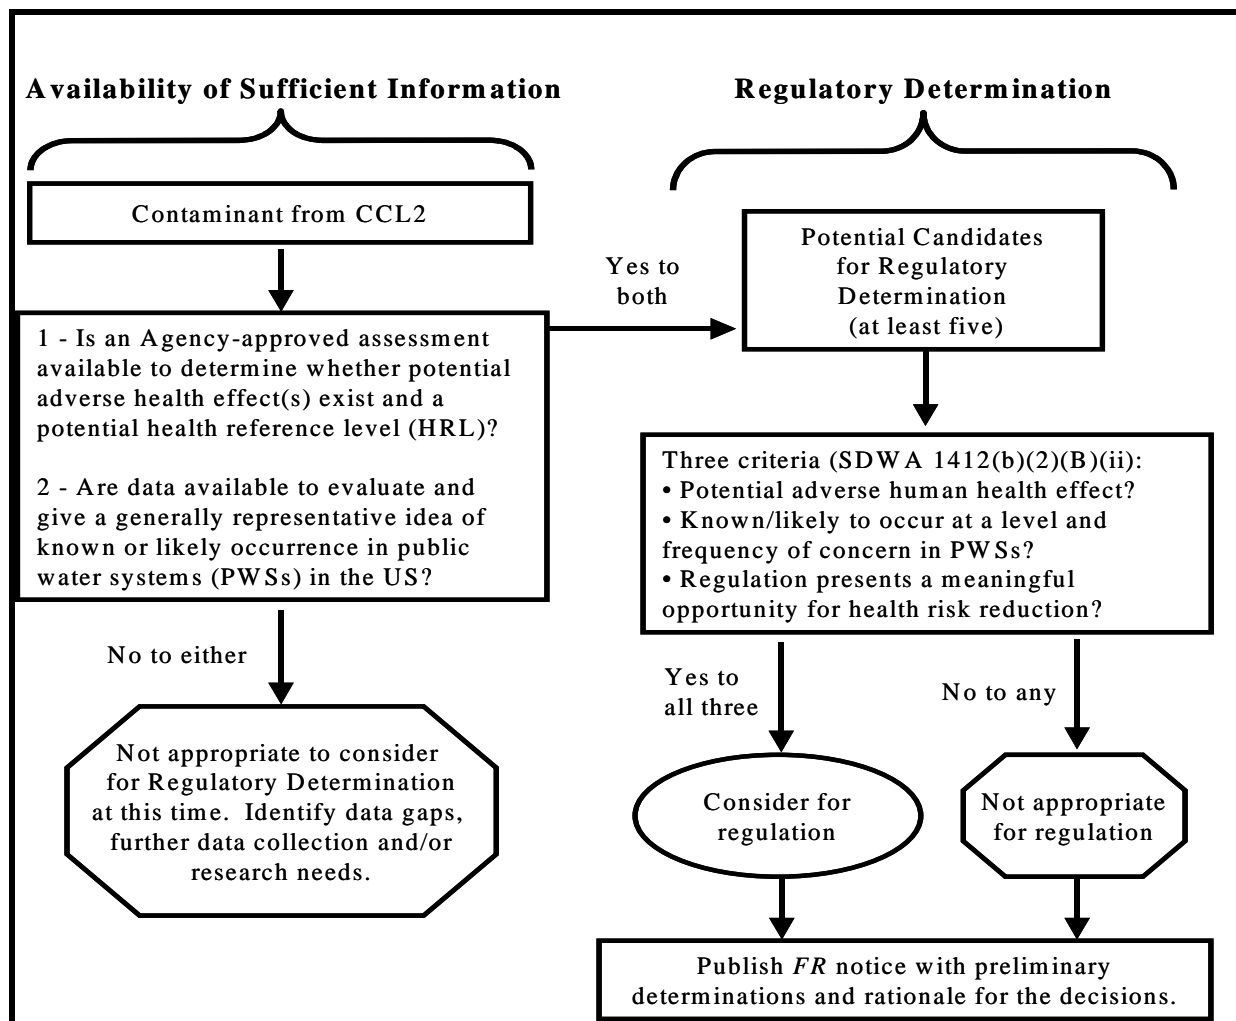 Availability of Sufficient Information
Contaminant from CCL2
1 - Is an Agency-approved assessment
available to determine whether potential
adverse health effect(s) exist and a
potential health reference level (HRL)?
2 - Are data available to evaluate and
give a generally representative idea of
known or likely occurrence in public
water systems (PWSs) in the US?
No to either
Not appropriate to consider
for Regulatory Determination
at this time. Identify data gaps,
further data collection and/or
research needs.
Yes to
both
Regulatory Determination
Potential Candidates
for Regulatory
Determination
(at least five)
Three criteria (SDWA 1412(b)(2)(B)(ii):
• Potential adverse human health effect?
• Known/likely to occur at a level and
frequency of concern in PWSs?
• Regulation presents a meaningful
opportunity for health risk reduction?
Yes to
all three
No to any
Consider for
regulation
Not appropriate
for regulation
Publish FR notice with preliminary
determinations and rationale for the decisions.